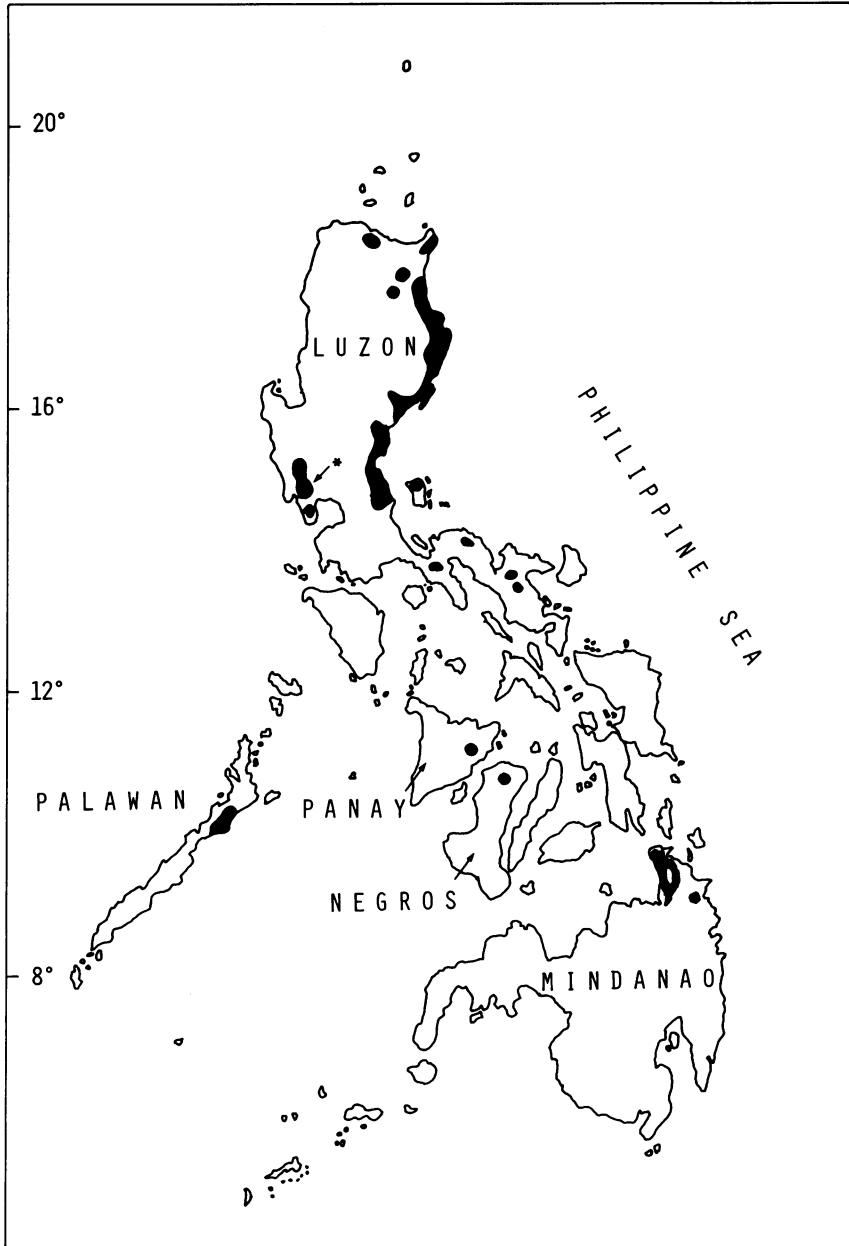 20°
LUZON
16°
*
PHILIPPINE SEA
12°
PALAWAN
PANAY
NEGROS
8°
MINDANAO